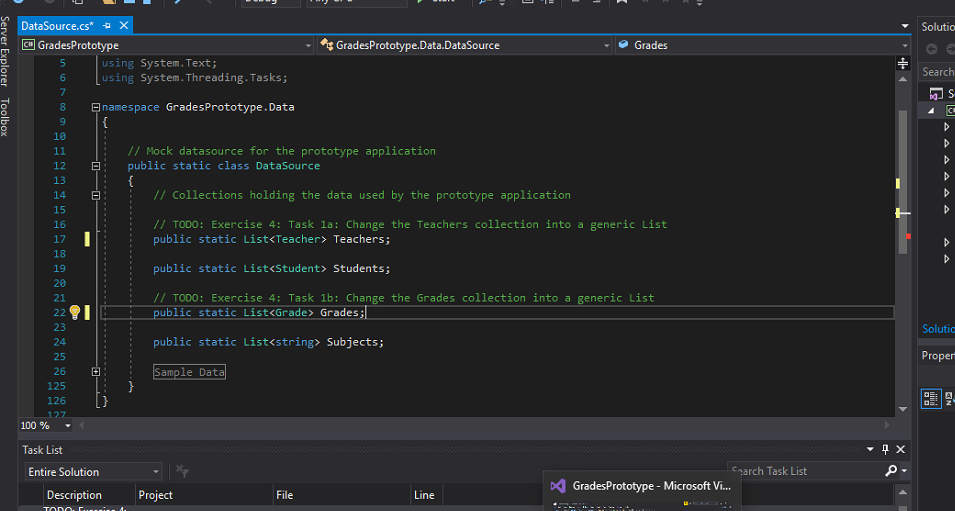 Debug
Start
DataSource.cs*
GradesPrototype
GradesPrototype.Data.DataSource
Grades
Server Explorer
Toolbox
5 using System.Text;
6 using System.Threading.Tasks;
7
8 namespace GradesPrototype.Data
9 {
10
11 // Mock datasource for the prototype application
12 public static class DataSource
13 {
14 // Collections holding the data used by the prototype application
15
16 // TODO: Exercise 4: Task 1a: Change the Teachers collection into a generic List
17 public static List<Teacher> Teachers;
18
19 public static List<Student> Students;
20
21 // TODO: Exercise 4: Task 1b: Change the Grades collection into a generic List
22 public static List<Grade> Grades;
23
24 public static List<string> Subjects;
25
26 Sample Data
125 }
126 }
127
100 %
Solutio
Search
Solutio
Proper
Task List
Entire Solution
Search Task List
Description
Project
File
Line
TODO: Exercise 4:
GradesPrototype - Microsoft Vi...